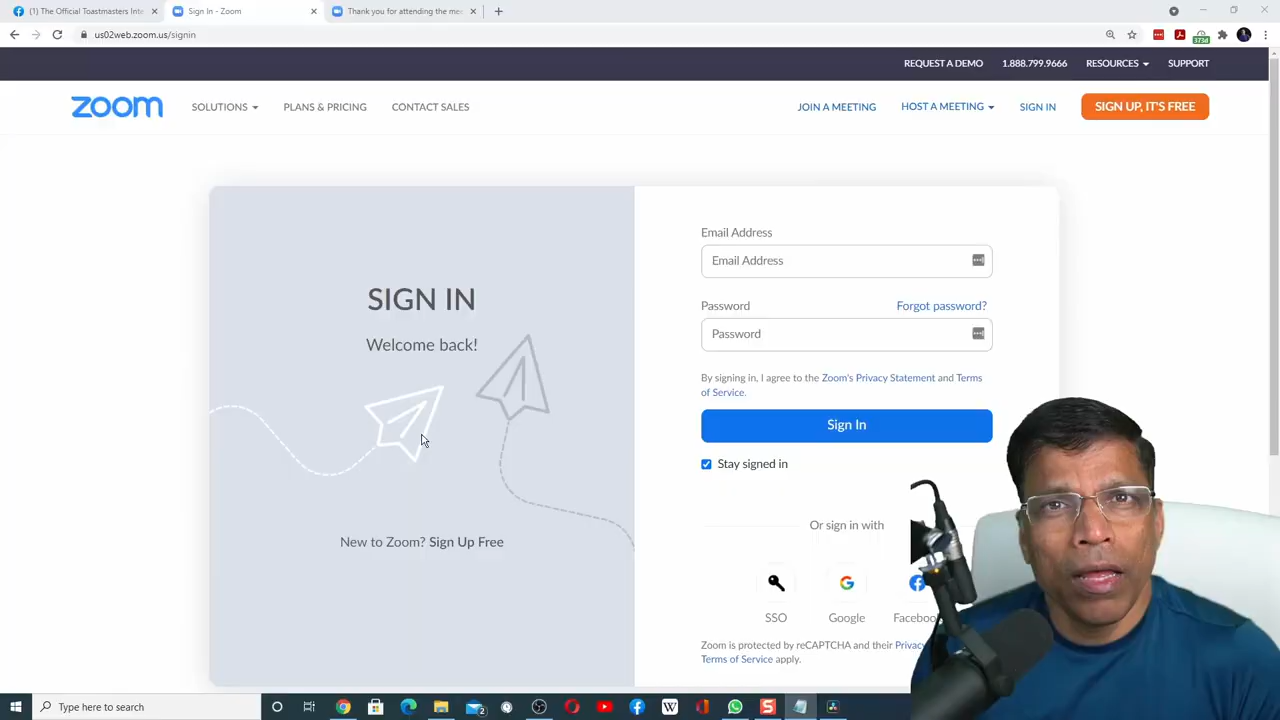 (1) The Official Toastmasters Inte
Sign In - Zoom
Thank you for attending the mee
us02web.zoom.us/signin
373d
REQUEST A DEMO
1.888.799.9666
RESOURCES
SUPPORT
zoom
SOLUTIONS
PLANS & PRICING
CONTACT SALES
JOIN A MEETING
HOST A MEETING
SIGN IN
SIGN UP, IT'S FREE
SIGN IN
Welcome back!
New to Zoom? Sign Up Free
Email Address
Email Address
Password
Forgot password?
Password
By signing in, I agree to the Zoom's Privacy Statement and Terms
of Service.
Sign In
Stay signed in
Or sign in with
SSO
Google
Faceboo
Zoom is protected by reCAPTCHA and their Privac
Terms of Service apply.
Type here to search